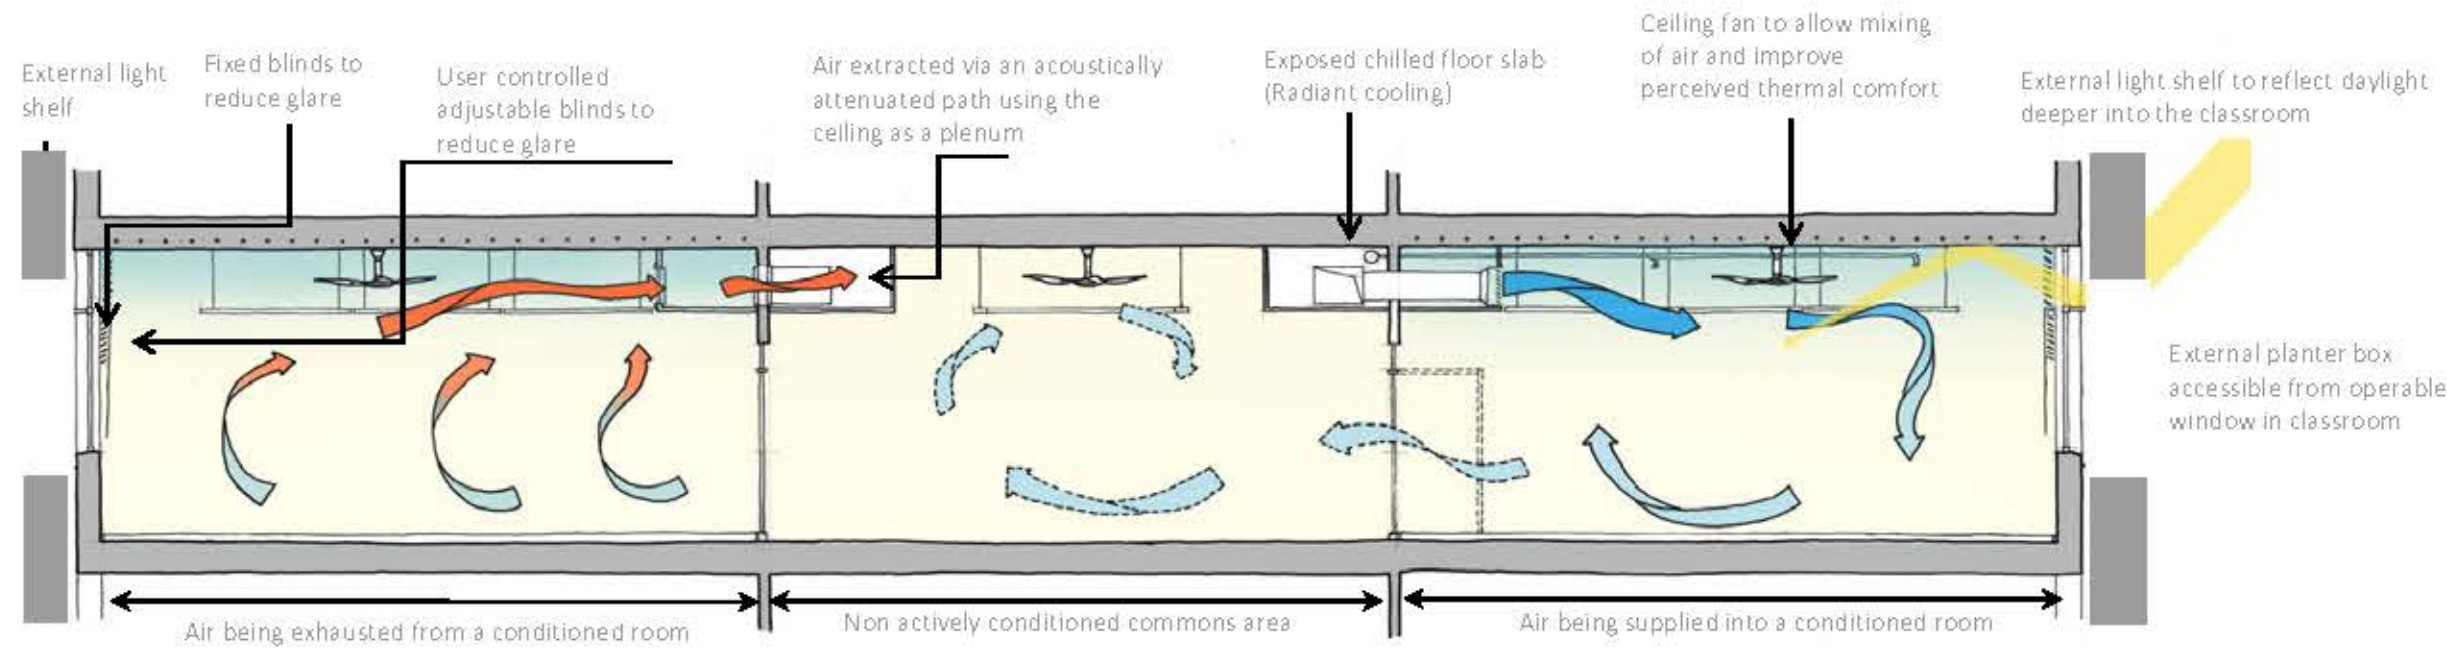 External light
shelf
Fixed blinds to
reduce glare
User controlled
adjustable blinds to
reduce glare
Air extracted via an acoustically
attenuated path using the
ceiling as a plenum
Exposed chilled floor slab
(Radiant cooling)
Ceiling fan to allow mixing
of air and improve
perceived thermal comfort
External light shelf to reflect daylight
deeper into the classroom
External planter box
accessible from operable
window in classroom
Air being exhausted from a conditioned room
Non actively conditioned commons area
Air being supplied into a conditioned room